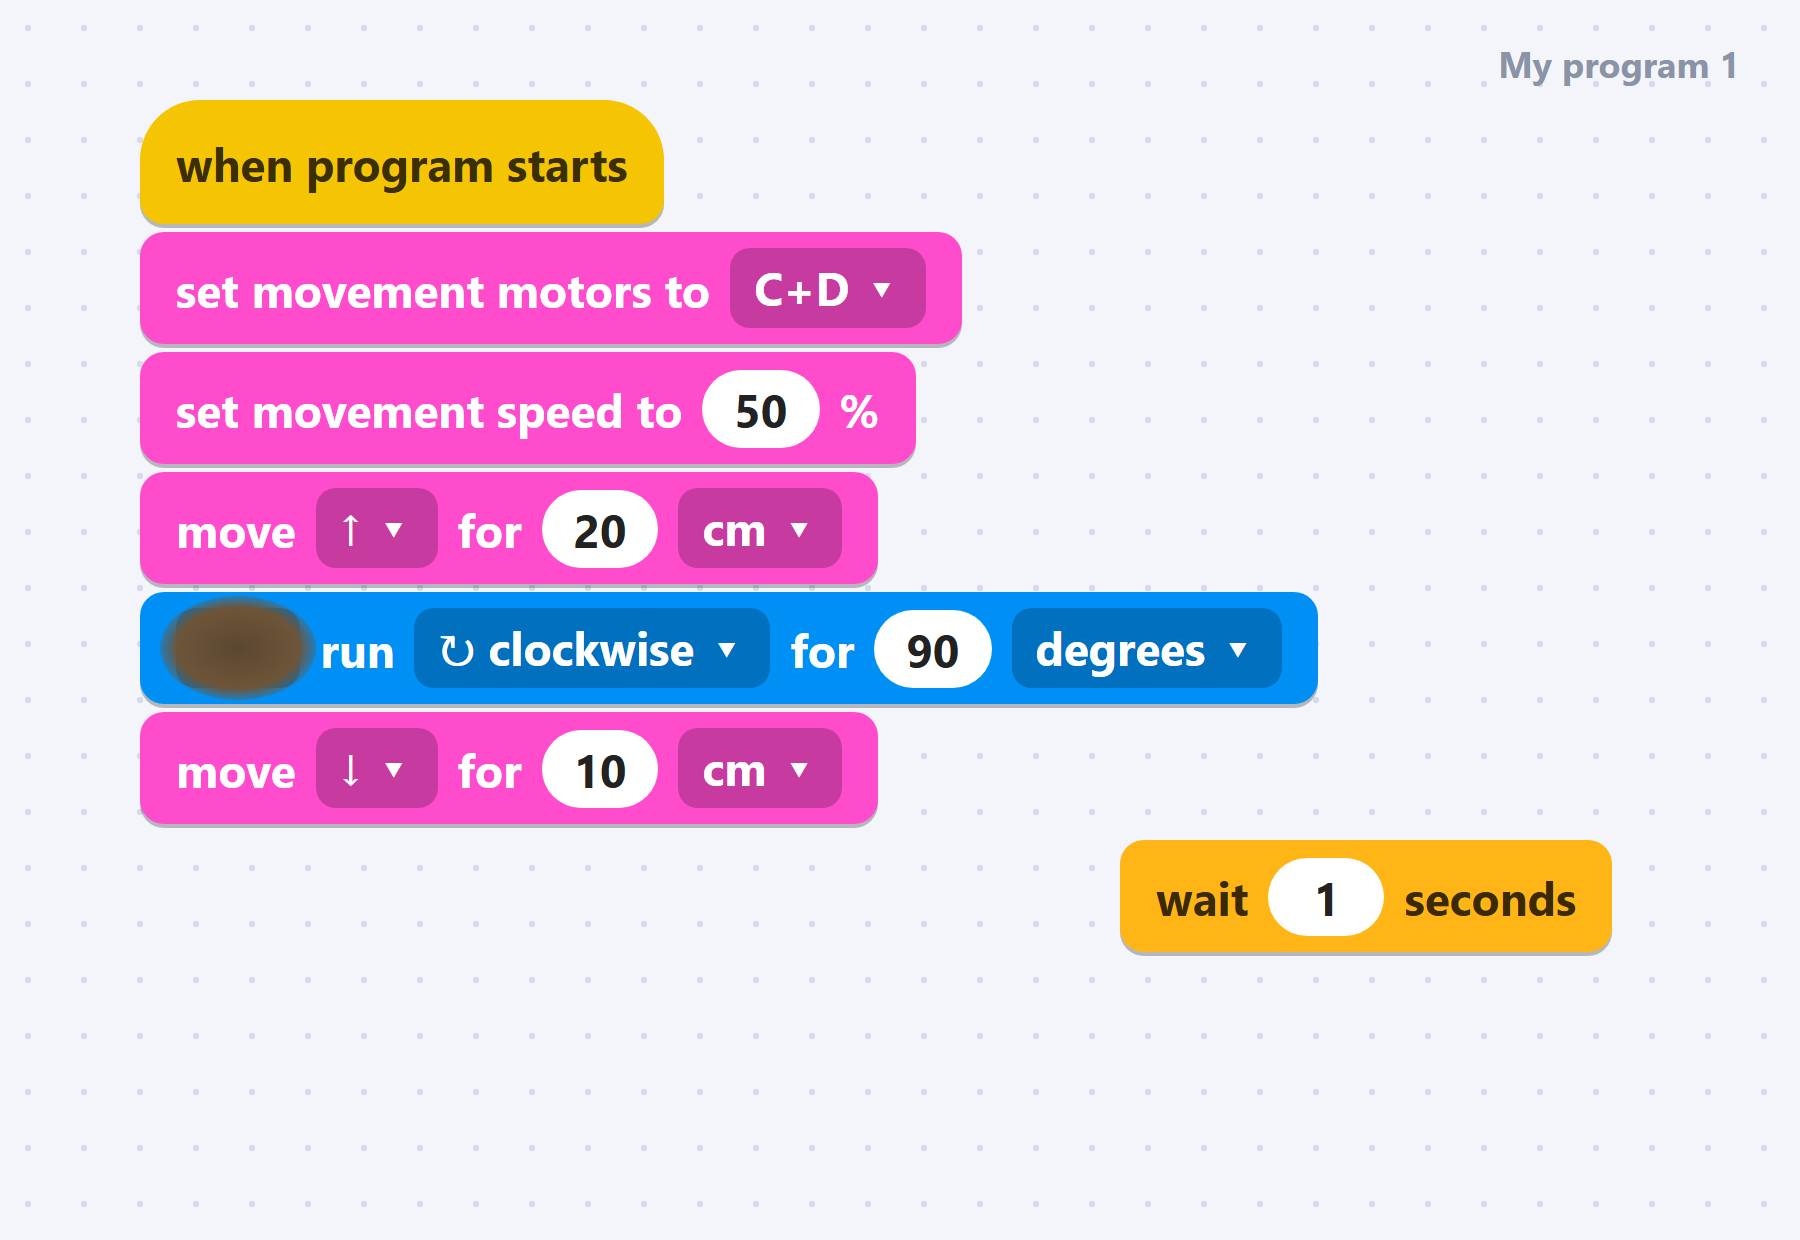 My program 1
when program starts
set movement motors to C+D ▼
set movement speed to 50 %
move ↑ ▼ for 20 cm ▼
run ↻ clockwise ▼ for 90 degrees ▼
move ↓ ▼ for 10 cm ▼
wait 1 seconds